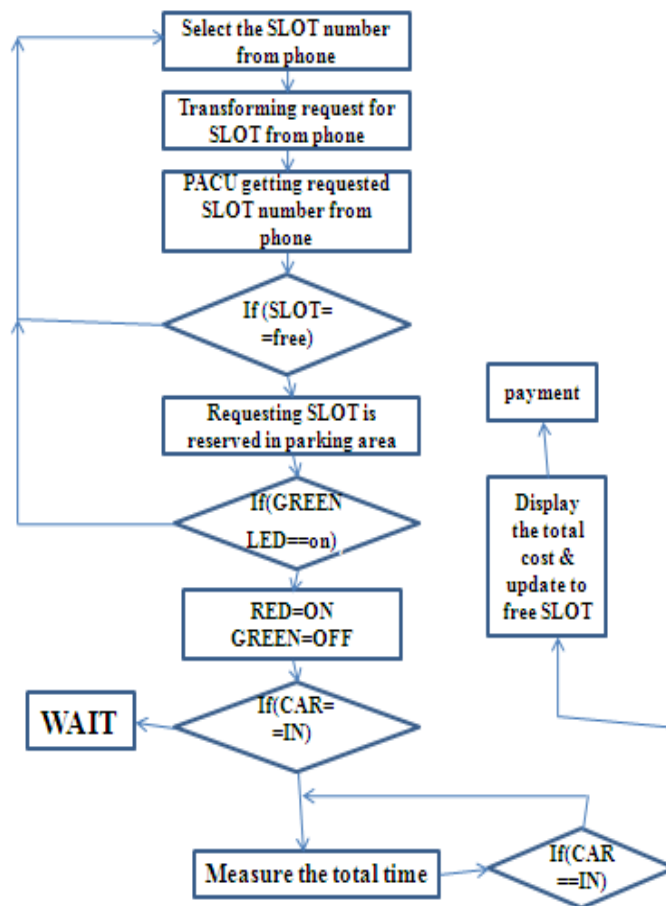 Select the SLOT number
from phone
Transforming request for
SLOT from phone
PACU getting requested
SLOT number from
phone
If (SLOT=
=free)
Requesting SLOT is
reserved in parking area
If(GREEN
LED==on)
RED=ON
GREEN=OFF
If(CAR=
=IN)
WAIT
Measure the total time
If(CAR
==IN)
Display
the total
cost &
update to
free SLOT
payment